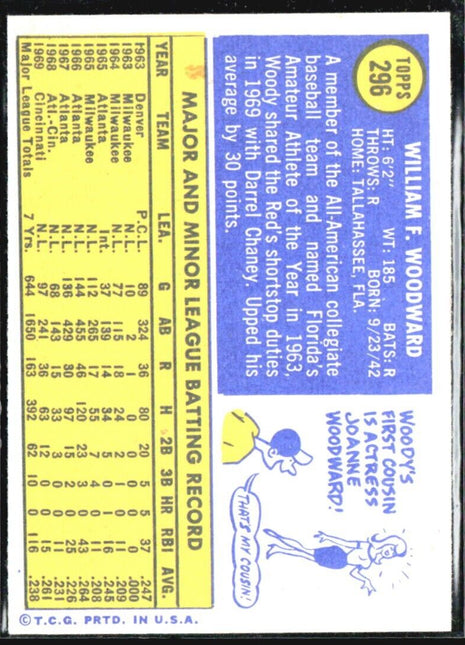 TOPPS
296
WILLIAM F. WOODWARD
HT: 6'2" WT: 185 BATS: R
THROWS: R BORN: 9/23/42
HOME: TALLAHASSEE, FLA.
A member of the All-American collegiate
baseball team and named Florida's
Amateur Athlete of the Year in 1963,
Woody shared the Red's shortstop duties
in 1969 with Darrel Chaney. Upped his
average by 30 points.
WOODY'S
FIRST COUSIN
IS ACTRESS
JOANNE
WOODWARD!
THAT'S MY COUSIN!
MAJOR AND MINOR LEAGUE BATTING RECORD
YEAR TEAM LEA. G AB R H 2B 3B HR RBI AVG.
1963 Denver P.C.L. 89 324 36 80 20 5 5 37 .247
1963 Milwaukee N.L. 10 2 1 0 0 0 0 0 .000
1964 Milwaukee N.L. 77 115 18 24 2 1 0 11 .209
1965 Atlanta Int. 37 139 14 34 5 1 0 14 .245
1965 Milwaukee N.L. 112 265 17 55 7 4 0 11 .208
1966 Atlanta N.L. 144 455 46 120 23 3 0 43 .264
1967 Atlanta N.L. 136 429 30 97 15 2 0 25 .226
1968 Atl.-Cin. N.L. 68 143 15 33 3 0 0 11 .231
1969 Cincinnati N.L. 97 241 36 63 12 0 0 15 .261
Major League Totals 7 Yrs. 644 1650 163 392 62 10 0 116 .238
© T.C.G. PRTD. IN U.S.A.